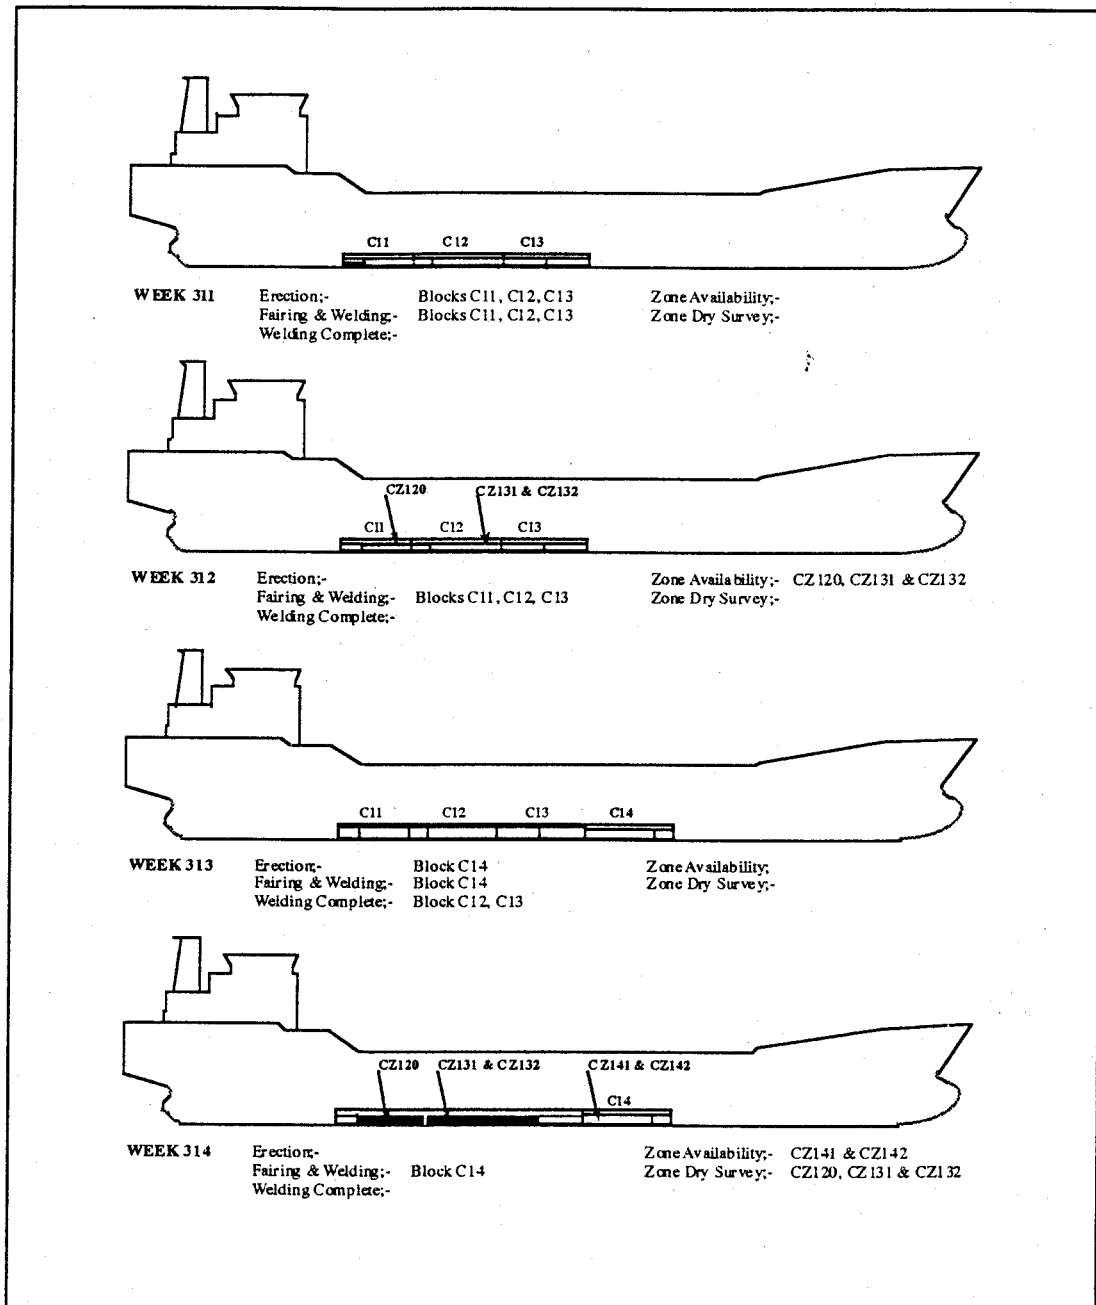 C11 C12 C13
WEEK 311 Erection;- Blocks C11, C12, C13 Zone Availability;-
Fairing & Welding;- Blocks C11, C12, C13 Zone Dry Survey;-
Welding Complete;-
CZ120 CZ131 & CZ132
C11 C12 C13
WEEK 312 Erection;- Zone Availability;- CZ120, CZ131 & CZ132
Fairing & Welding;- Blocks C11, C12, C13 Zone Dry Survey;-
Welding Complete;-
C11 C12 C13 C14
WEEK 313 Erection;- Block C14 Zone Availability;
Fairing & Welding;- Block C14 Zone Dry Survey;-
Welding Complete;- Block C12, C13
CZ120 CZ131 & CZ132 CZ141 & CZ142
C14
WEEK 314 Erection;- Zone Availability;- CZ141 & CZ142
Fairing & Welding;- Block C14 Zone Dry Survey;- CZ120, CZ131 & CZ132
Welding Complete;-